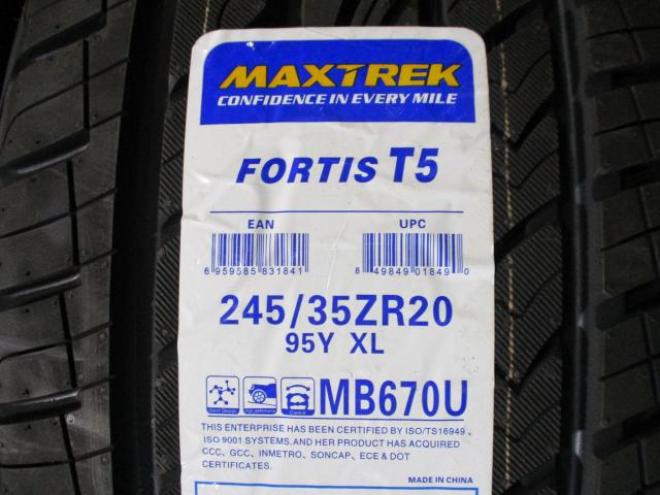 MAXTREK
CONFIDENCE IN EVERY MILE
FORTIS T5
EAN UPC
6 959585 831841 8 49849 01849 0
245/35ZR20
95Y XL
MB670U
THIS ENTERPRISE HAS BEEN CERTIFIED BY ISO/TS16949 、
ISO 9001 SYSTEMS,AND HER PRODUCT HAS ACQUIRED
CCC, GCC, INMETRO, SONCAP, ECE & DOT
CERTIFICATES.
MADE IN CHINA